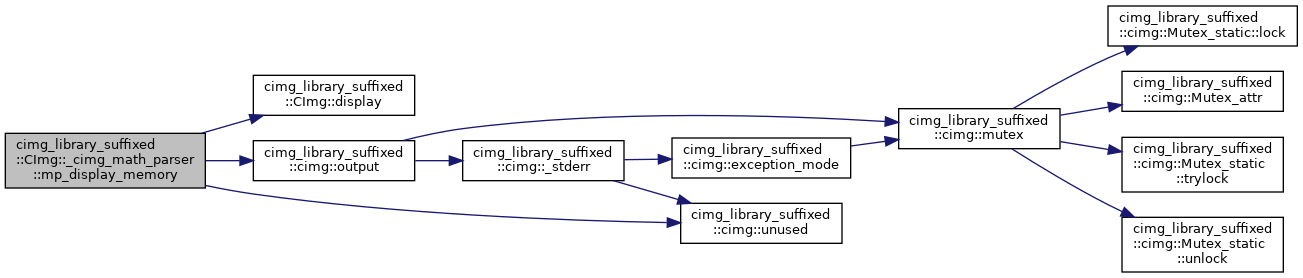 cimg_library_suffixed
::CImg::_cimg_math_parser
::mp_display_memory
cimg_library_suffixed
::CImg::display
cimg_library_suffixed
::cimg::output
cimg_library_suffixed
::cimg::_stderr
cimg_library_suffixed
::cimg::exception_mode
cimg_library_suffixed
::cimg::unused
cimg_library_suffixed
::cimg::mutex
cimg_library_suffixed
::cimg::Mutex_static::lock
cimg_library_suffixed
::cimg::Mutex_attr
cimg_library_suffixed
::cimg::Mutex_static
::trylock
cimg_library_suffixed
::cimg::Mutex_static
::unlock